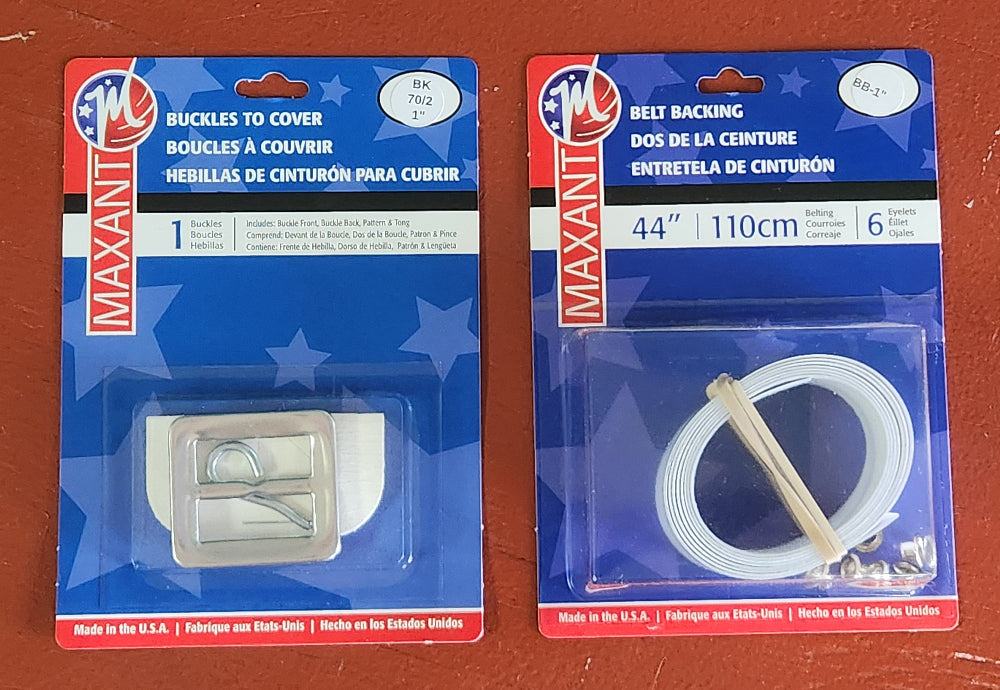 M
MAXANT
BK
70/2
1"
BUCKLES TO COVER
BOUCLES À COUVRIR
HEBILLAS DE CINTURÓN PARA CUBRIR
1 Buckles
Boucles
Hebillas
Includes: Buckle Front, Buckle Back, Pattern & Tong
Comprend: Devant de la Boucle, Dos de la Boucle, Patron & Pince
Contiene: Frente de Hebilla, Dorso de Hebilla, Patrón & Lengüeta
Made in the U.S.A. | Fabrique aux Etats-Unis | Hecho en los Estados Unidos
M
MAXANT
BB-1"
BELT BACKING
DOS DE LA CEINTURE
ENTRETELA DE CINTURÓN
44" | 110cm
Belting
Courroies
Correaje
6 Eyelets
Éillet
Ojales
Made in the U.S.A. | Fabrique aux Etats-Unis | Hecho en los Estados Unidos